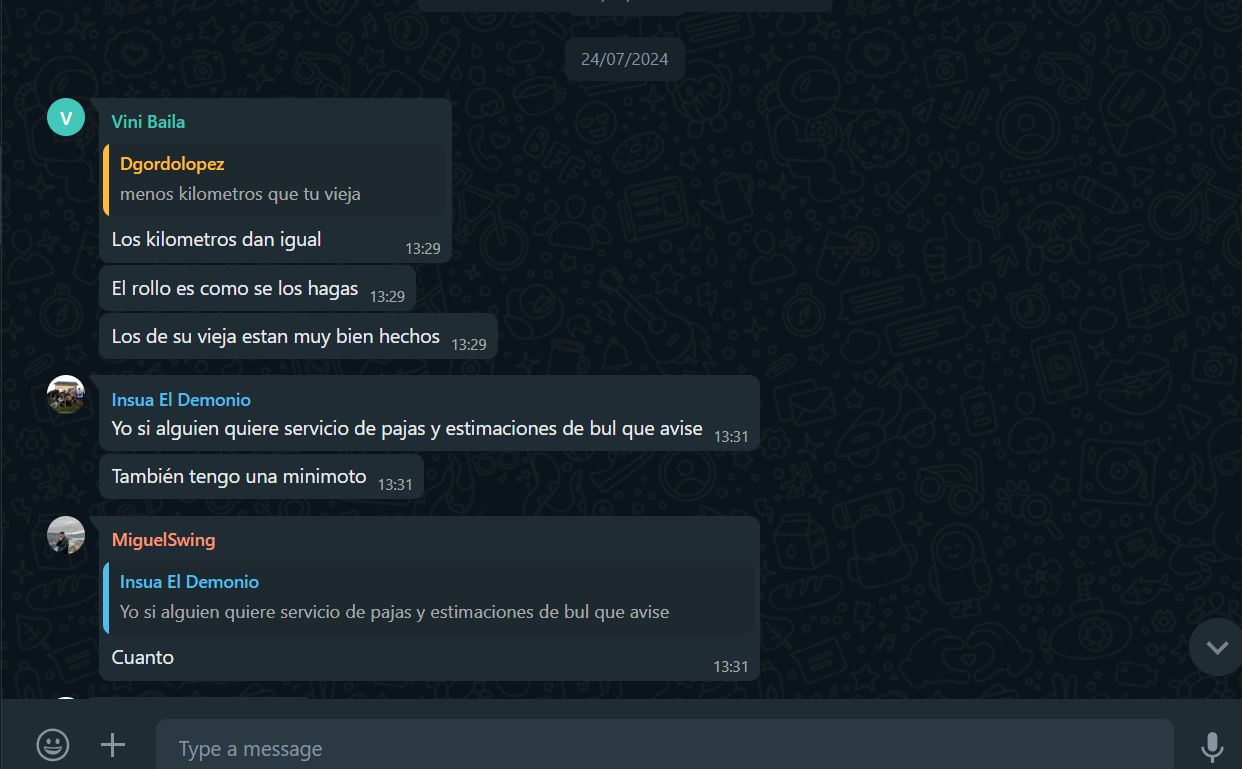 24/07/2024
V
Vini Baila
Dgordolopez
menos kilometros que tu vieja
Los kilometros dan igual
13:29
El rollo es como se los hagas
13:29
Los de su vieja estan muy bien hechos
13:29
Insua El Demonio
Yo si alguien quiere servicio de pajas y estimaciones de bul que avise
13:31
También tengo una minimoto
13:31
MiguelSwing
Insua El Demonio
Yo si alguien quiere servicio de pajas y estimaciones de bul que avise
Cuanto
13:31
Type a message